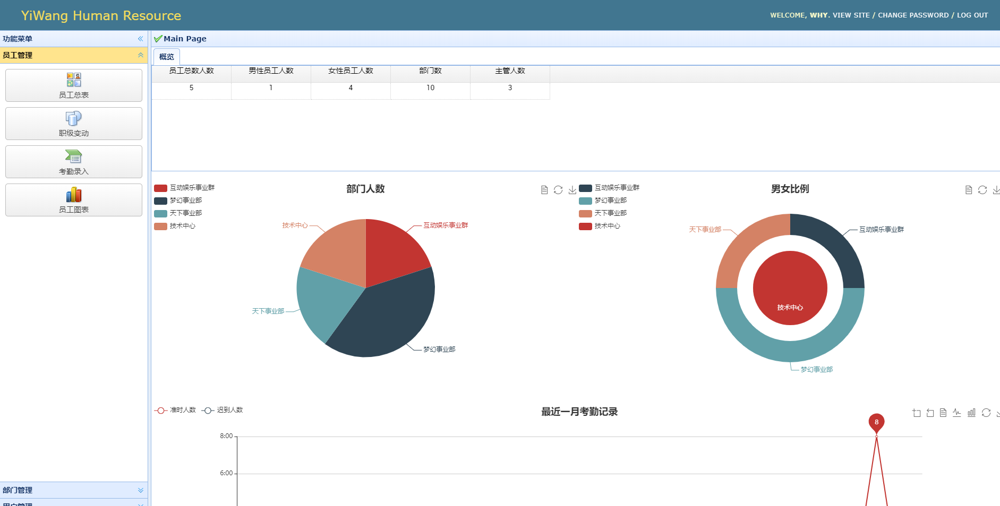 YiWang Human Resource
WELCOME, WHY. VIEW SITE / CHANGE PASSWORD / LOG OUT
功能菜单
员工管理
员工总表
职级变动
考勤录入
员工图表
部门管理
用户管理
Main Page
概览
员工总数人数 男性员工人数 女性员工人数 部门数 主管人数
5 1 4 10 3
部门人数
互动娱乐事业群
梦幻事业部
天下事业部
技术中心
技术中心
互动娱乐事业群
天下事业部
梦幻事业部
男女比例
互动娱乐事业群
梦幻事业部
天下事业部
技术中心
天下事业部
互动娱乐事业群
技术中心
梦幻事业部
准时人数 迟到人数
最近一月考勤记录
8
8:00
6:00